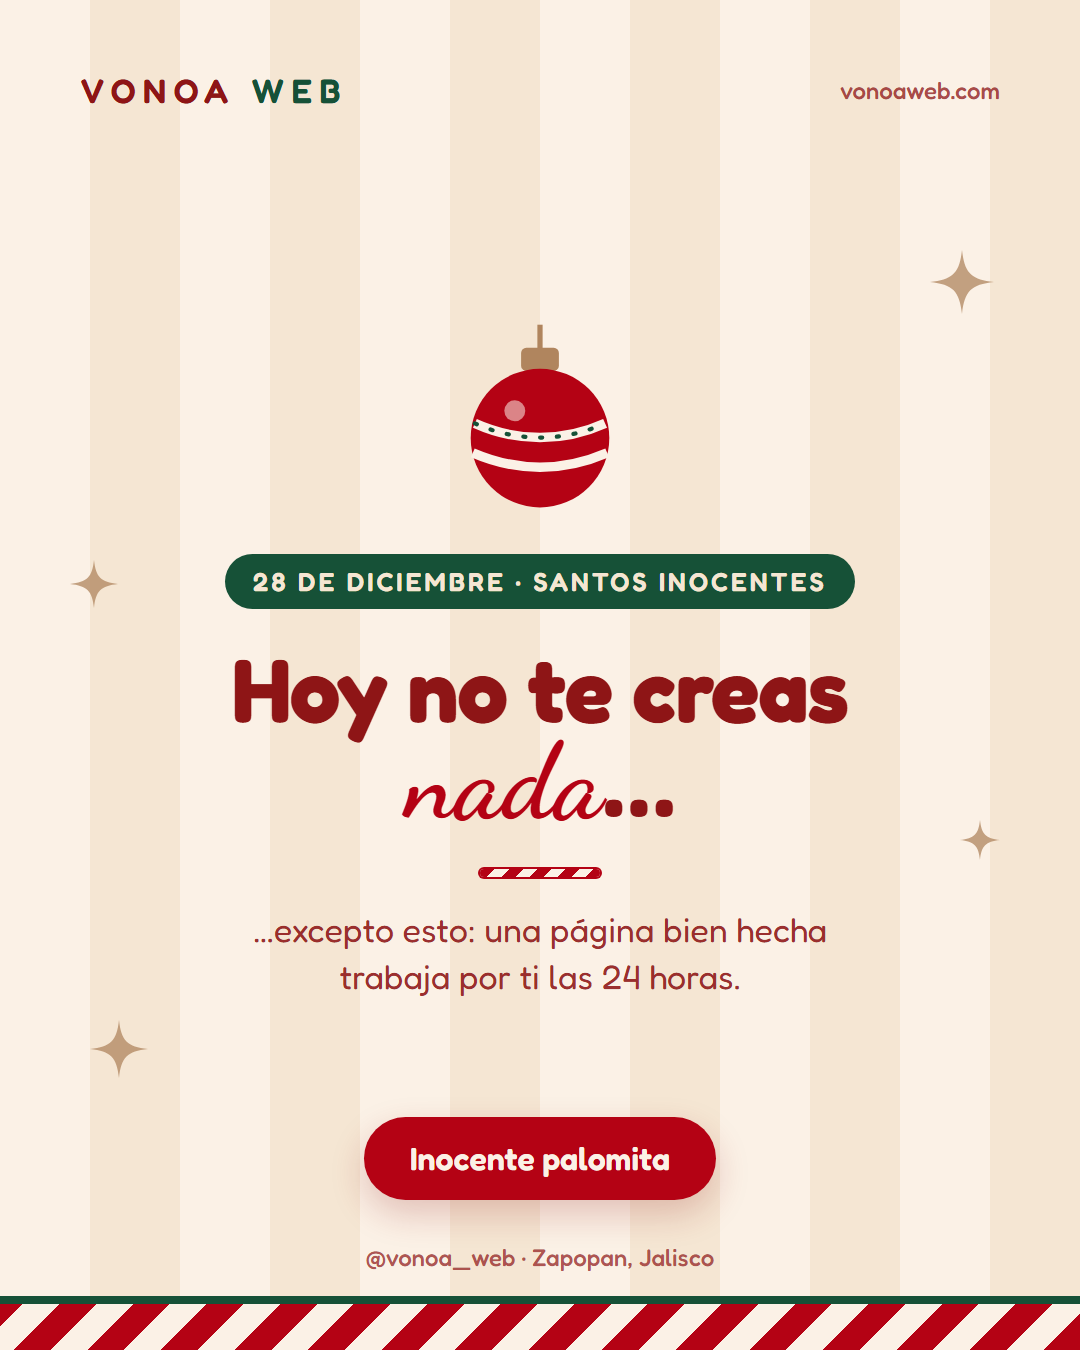 VONOA WEB
vonoaweb.com
28 DE DICIEMBRE · SANTOS INOCENTES
Hoy no te creas
nada...
...excepto esto: una página bien hecha
trabaja por ti las 24 horas.
Inocente palomita
@vonoa__web · Zapopan, Jalisco